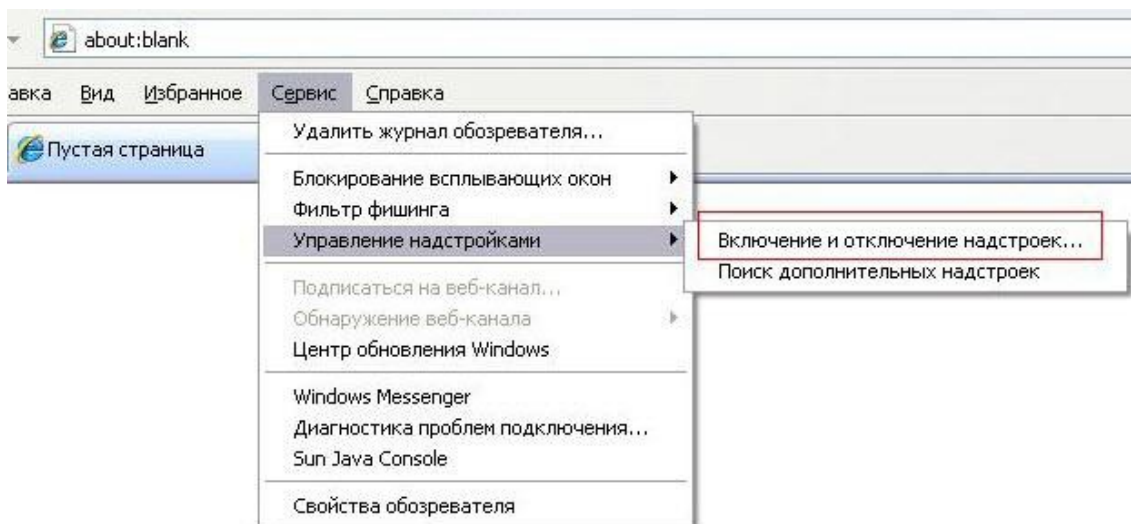 about:blank
авка Вид Избранное Сервис Справка
Пустая страница
Удалить журнал обозревателя...
Блокирование всплывающих окон
Фильтр фишинга
Управление надстройками
Включение и отключение надстроек...
Поиск дополнительных надстроек
Подписаться на веб-канал...
Обнаружение веб-канала
Центр обновления Windows
Windows Messenger
Диагностика проблем подключения...
Sun Java Console
Свойства обозревателя